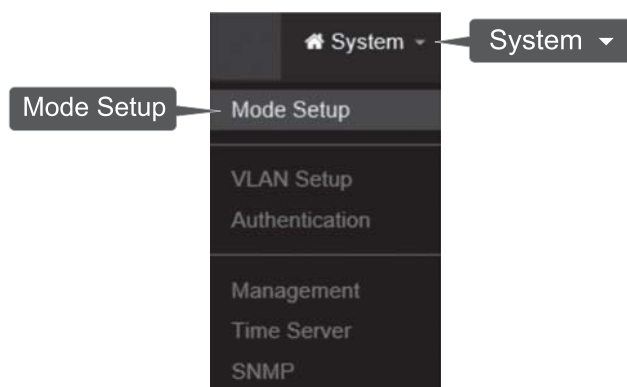 System
System
Mode Setup
Mode Setup
VLAN Setup
Authentication
Management
Time Server
SNMP